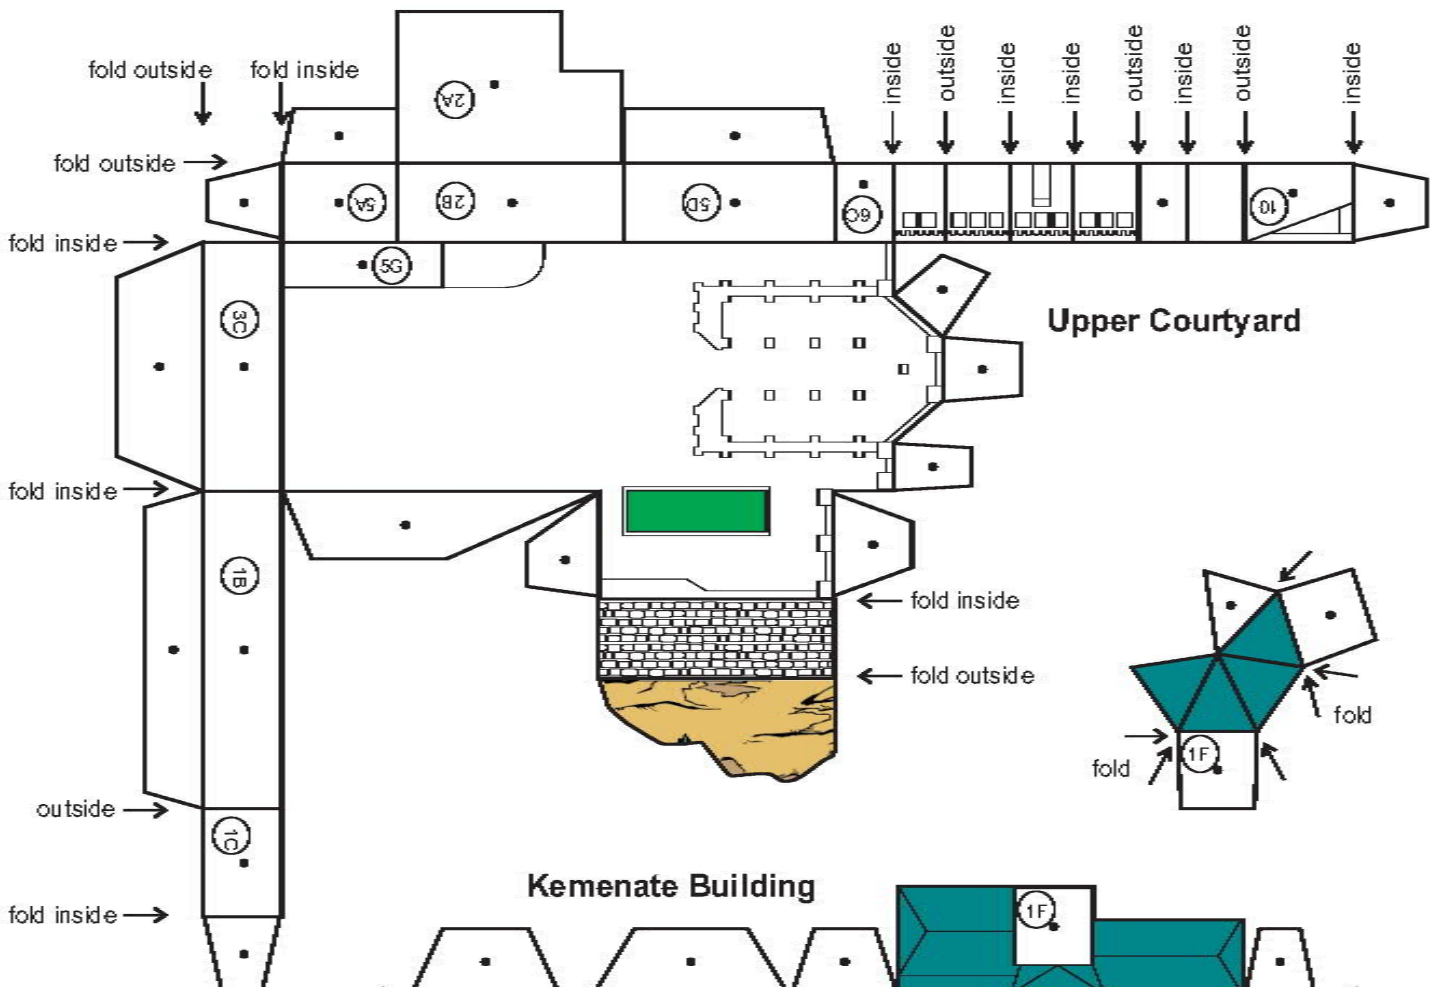 inside
outside
inside
inside
outside
inside
outside
inside
fold outside
fold inside
2A
fold outside
5A
2B
5D
6C
10
fold inside
5G
3C
Upper Courtyard
fold inside
1B
fold inside
fold outside
fold
1F
fold
outside
1C
Kemenate Building
1F
fold inside